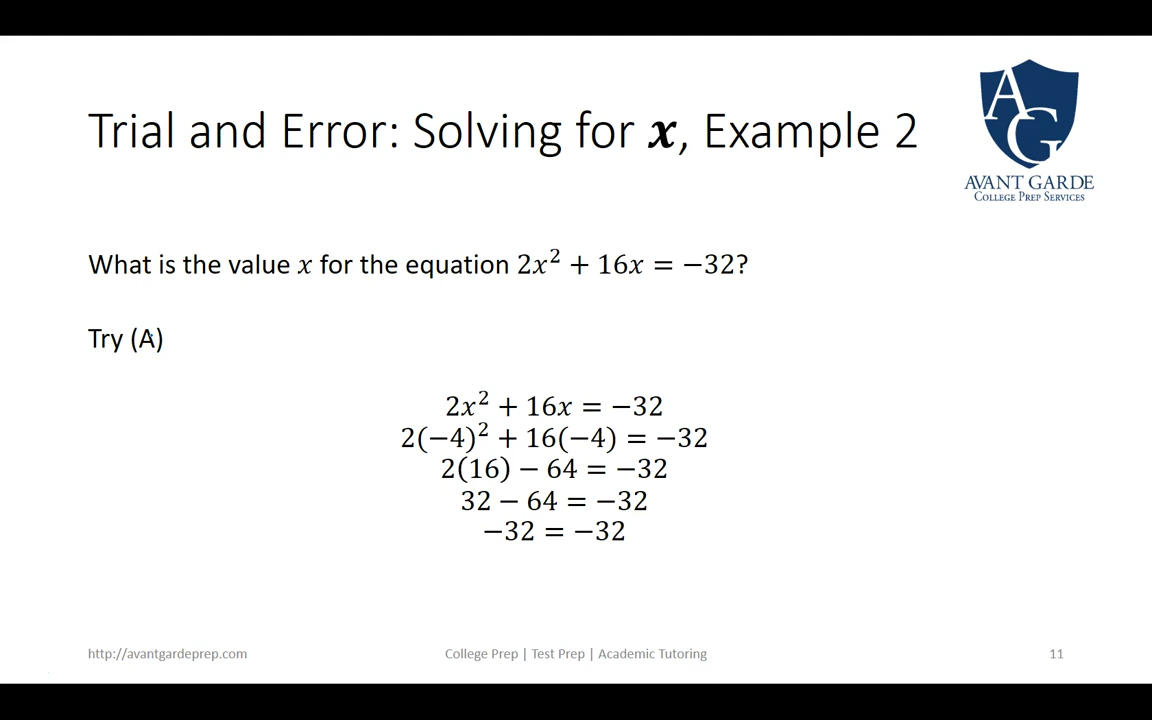 Trial and Error: Solving for x, Example 2
AG
AVANT GARDE
COLLEGE PREP SERVICES
What is the value x for the equation 2x² + 16x = −32?
Try (A)
2x² + 16x = −32
2(−4)² + 16(−4) = −32
2(16) − 64 = −32
32 − 64 = −32
−32 = −32
http://avantgardeprep.com
College Prep | Test Prep | Academic Tutoring
11